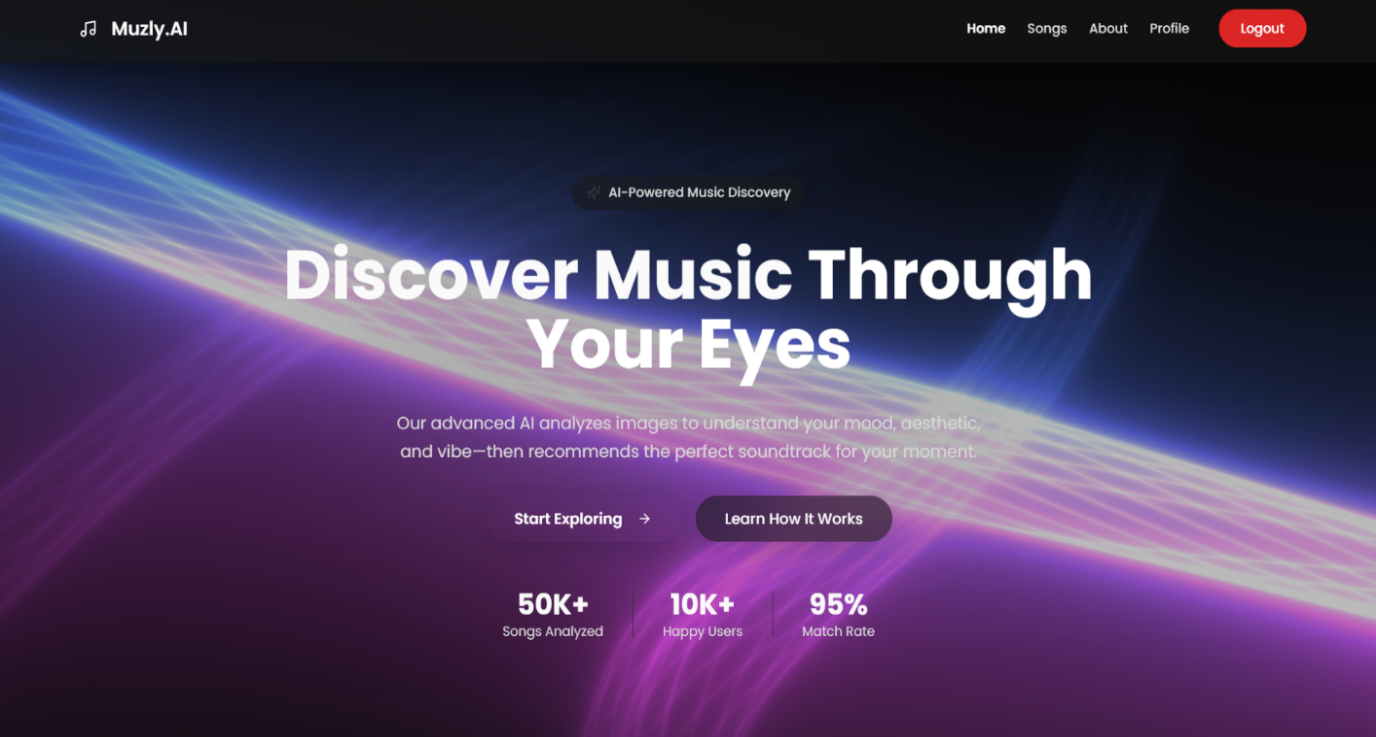 Muzly.AI
Home Songs About Profile Logout
AI-Powered Music Discovery
Discover Music Through
Your Eyes
Our advanced AI analyzes images to understand your mood, aesthetic,
and vibe—then recommends the perfect soundtrack for your moment.
Start Exploring → Learn How It Works
50K+ 10K+ 95%
Songs Analyzed Happy Users Match Rate